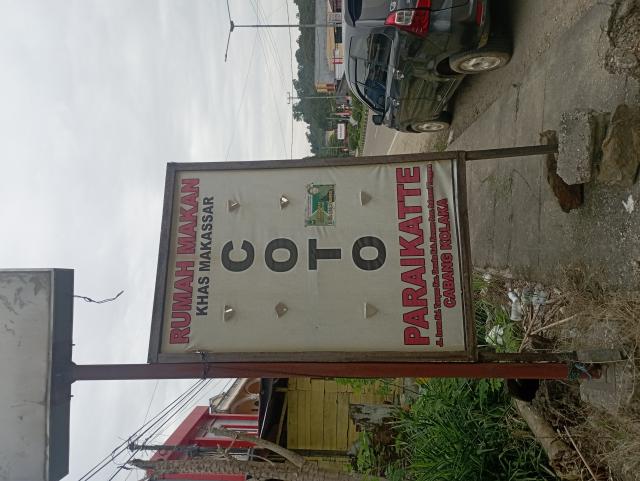 RUMAH MAKAN
KHAS MAKASSAR
COTO
PARAIKATTE
CABANG KOLAKA